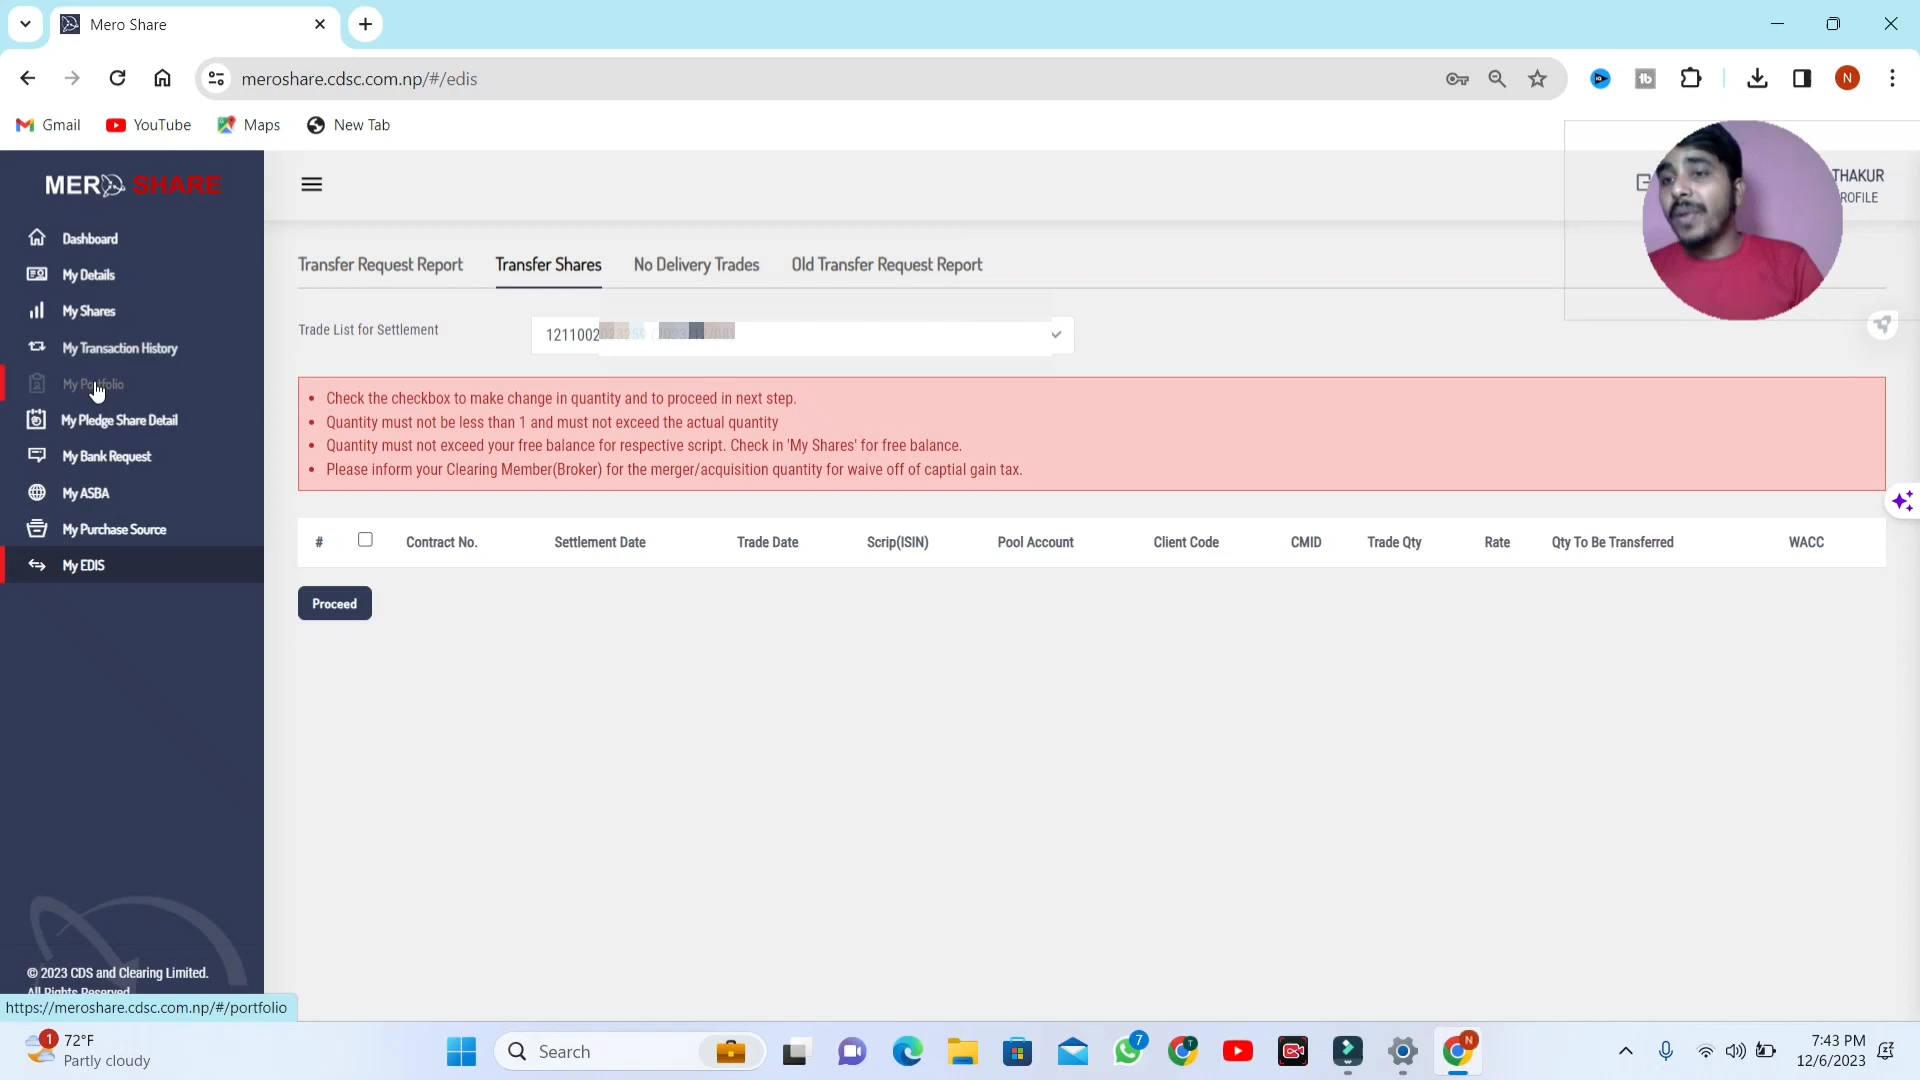 Mero Share
meroshare.cdsc.com.np/#/edis
Gmail YouTube Maps New Tab
MERO SHARE
THAKUR
ROFILE
Dashboard
My Details
My Shares
My Transaction History
My Portfolio
My Pledge Share Detail
My Bank Request
My ASBA
My Purchase Source
My EDIS
Transfer Request Report Transfer Shares No Delivery Trades Old Transfer Request Report
Trade List for Settlement
1211002
• Check the checkbox to make change in quantity and to proceed in next step.
• Quantity must not be less than 1 and must not exceed the actual quantity
• Quantity must not exceed your free balance for respective script. Check in 'My Shares' for free balance.
• Please inform your Clearing Member(Broker) for the merger/acquisition quantity for waive off of captial gain tax.
# Contract No. Settlement Date Trade Date Scrip(ISIN) Pool Account Client Code CMID Trade Qty Rate Qty To Be Transferred WACC
Proceed
© 2023 CDS and Clearing Limited.
All Rights Reserved
https://meroshare.cdsc.com.np/#/portfolio
1
72°F
Partly cloudy
Search
7
T
N
7:43 PM
12/6/2023